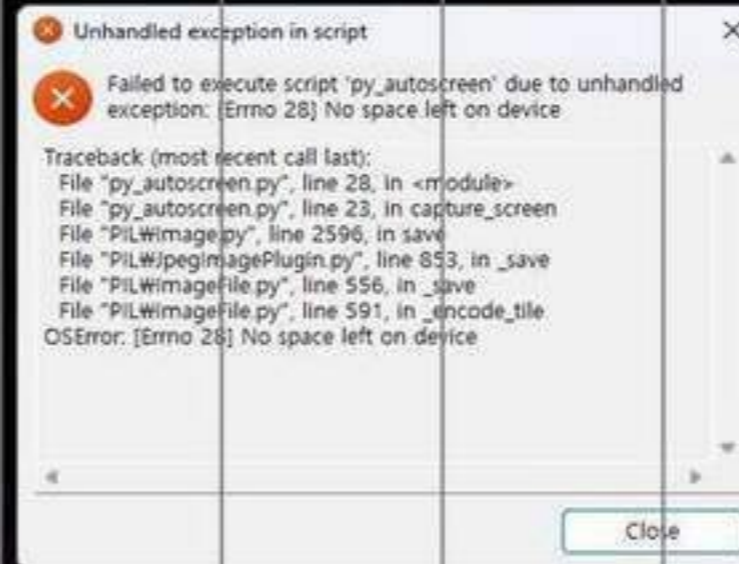 Unhandled exception in script
Failed to execute script 'py_autoscreen' due to unhandled
exception: [Errno 28] No space left on device
Traceback (most recent call last):
File "py_autoscreen.py", line 28, in <module>
File "py_autoscreen.py", line 23, in capture_screen
File "PIL₩Image.py", line 2596, in save
File "PIL₩JpegImagePlugin.py", line 853, in _save
File "PIL₩ImageFile.py", line 556, in _save
File "PIL₩ImageFile.py", line 591, in _encode_tile
OSError: [Errno 28] No space left on device
Close